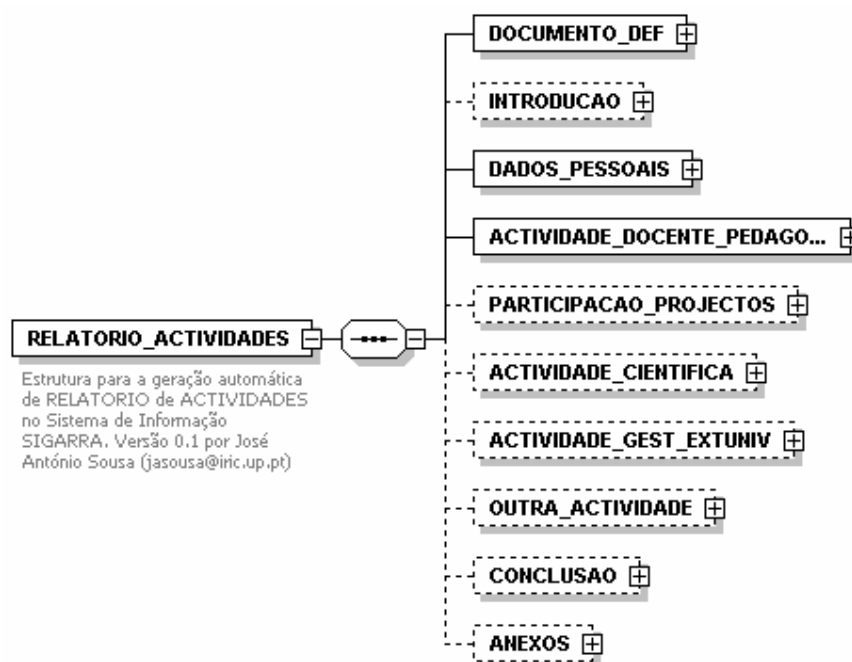 DOCUMENTO_DEF
INTRODUCAO
DADOS_PESSOAIS
ACTIVIDADE_DOCENTE_PEDAGO...
PARTICIPACAO_PROJECTOS
RELATORIO_ACTIVIDADES
Estrutura para a geração automática
de RELATORIO de ACTIVIDADES
no Sistema de Informação
SIGARRA. Versão 0.1 por José
António Sousa (jasousa@iric.up.pt)
ACTIVIDADE_CIENTIFICA
ACTIVIDADE_GEST_EXTUNIV
OUTRA_ACTIVIDADE
CONCLUSAO
ANEXOS